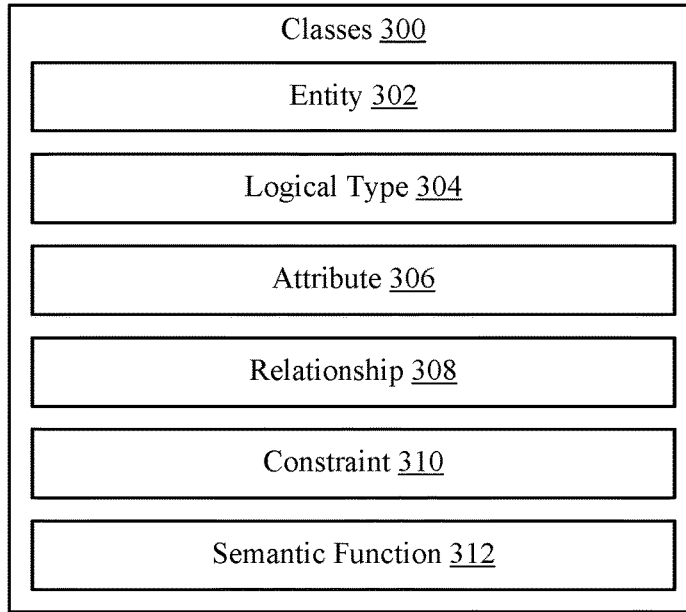 Classes 300
Entity 302
Logical Type 304
Attribute 306
Relationship 308
Constraint 310
Semantic Function 312